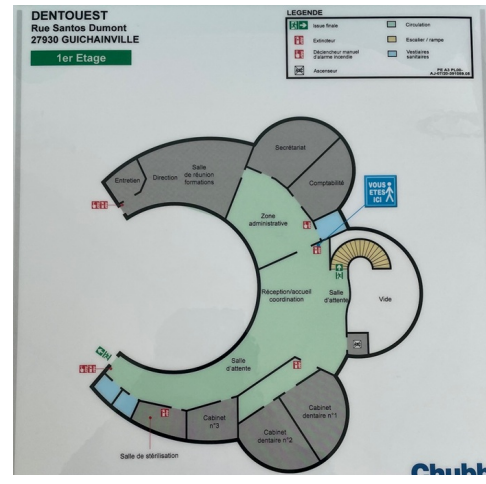 DENTOUEST
Rue Santos Dumont
27930 GUICHAINVILLE
1er Etage
LEGENDE
Issue finale
Circulation
Extincteur
Escalier / rampe
Déclencheur manuel
d'alarme incendie
Vestiaires
sanitaires
Ascenseur
Secrétariat
Salle
de réunion
formations
Direction
Entretien
Comptabilité
VOUS
ETES
ICI
Zone
administrative
Réception/accueil
coordination
Salle
d'attente
Vide
Salle
d'attente
Cabinet
dentaire n°1
Cabinet
n°3
Cabinet
dentaire n°2
Salle de stérilisation
Chubb